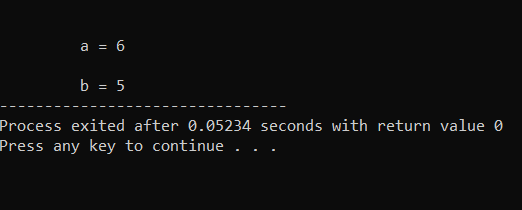 a = 6
b = 5
--------------------------------
Process exited after 0.05234 seconds with return value 0
Press any key to continue . . .